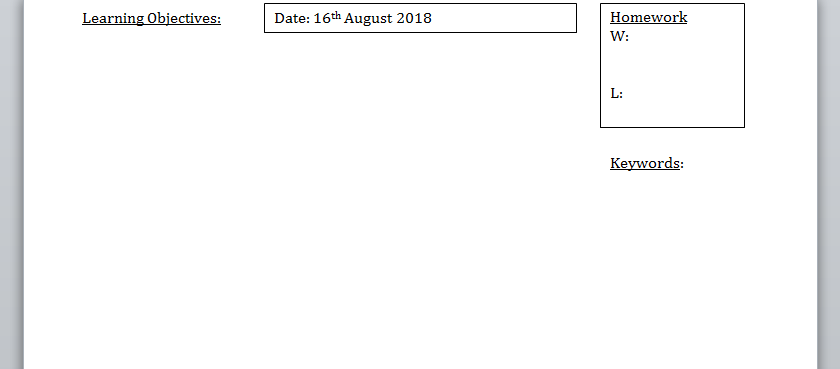 Learning Objectives:
Date: 16th August 2018
Homework
W:
L:
Keywords: